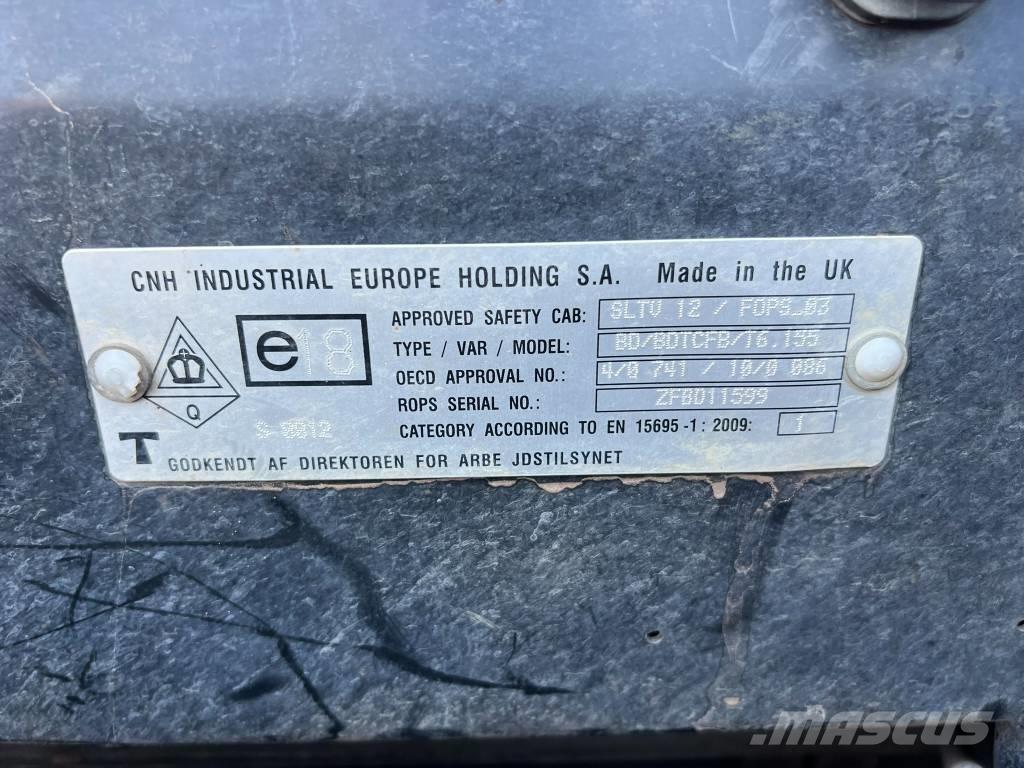 CNH INDUSTRIAL EUROPE HOLDING S.A. Made in the UK
APPROVED SAFETY CAB: SLTV 12 / FOPS_03
TYPE / VAR / MODEL: BD/BDTCFB/T6.155
OECD APPROVAL NO.: 4/0 741 / 10/0 086
ROPS SERIAL NO.: ZFBD11599
CATEGORY ACCORDING TO EN 15695-1: 2009: 1
e18
Q
S-0012
T GODKENDT AF DIREKTOREN FOR ARBE JDSTILSYNET
MASCUS